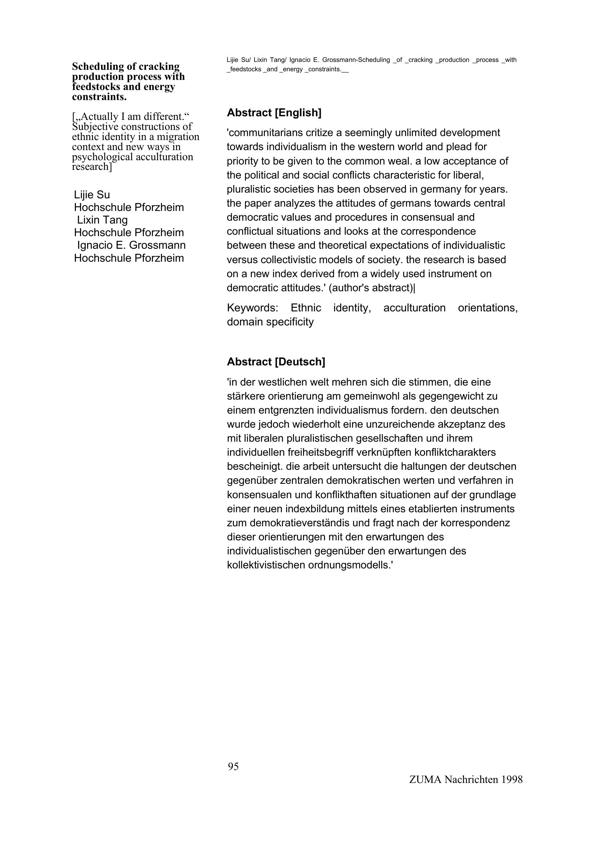 Scheduling of cracking
production process with
feedstocks and energy
constraints.
[„Actually I am different.“
Subjective constructions of
ethnic identity in a migration
context and new ways in
psychological acculturation
research]
Lijie Su
Hochschule Pforzheim
Lixin Tang
Hochschule Pforzheim
Ignacio E. Grossmann
Hochschule Pforzheim
Lijie Su/ Lixin Tang/ Ignacio E. Grossmann-Scheduling _of _cracking _production _process _with
_feedstocks _and _energy _constraints.__
Abstract [English]
'communitarians critize a seemingly unlimited development
towards individualism in the western world and plead for
priority to be given to the common weal. a low acceptance of
the political and social conflicts characteristic for liberal,
pluralistic societies has been observed in germany for years.
the paper analyzes the attitudes of germans towards central
democratic values and procedures in consensual and
conflictual situations and looks at the correspondence
between these and theoretical expectations of individualistic
versus collectivistic models of society. the research is based
on a new index derived from a widely used instrument on
democratic attitudes.' (author's abstract)|
Keywords: Ethnic identity, acculturation orientations,
domain specificity
Abstract [Deutsch]
'in der westlichen welt mehren sich die stimmen, die eine
stärkere orientierung am gemeinwohl als gegengewicht zu
einem entgrenzten individualismus fordern. den deutschen
wurde jedoch wiederholt eine unzureichende akzeptanz des
mit liberalen pluralistischen gesellschaften und ihrem
individuellen freiheitsbegriff verknüpften konfliktcharakters
bescheinigt. die arbeit untersucht die haltungen der deutschen
gegenüber zentralen demokratischen werten und verfahren in
konsensualen und konflikthaften situationen auf der grundlage
einer neuen indexbildung mittels eines etablierten instruments
zum demokratieverständis und fragt nach der korrespondenz
dieser orientierungen mit den erwartungen des
individualistischen gegenüber den erwartungen des
kollektivistischen ordnungsmodells.'
95
ZUMA Nachrichten 1998